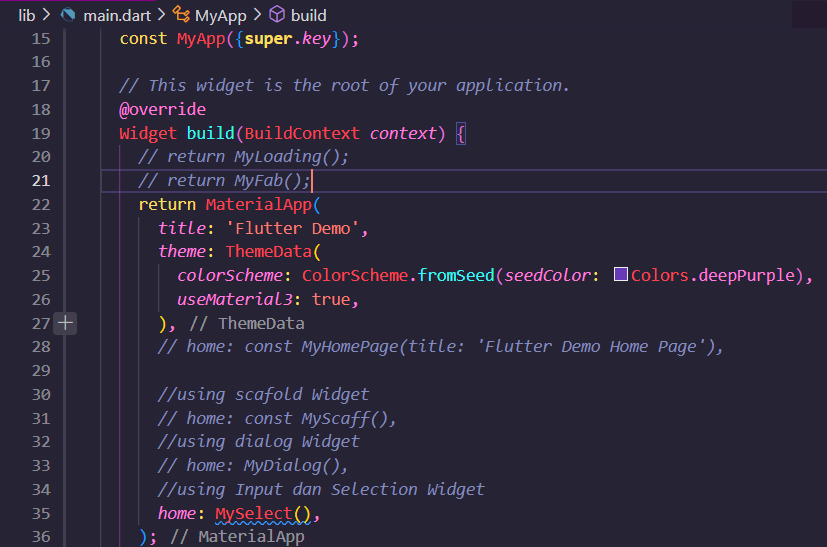 lib > main.dart > MyApp > build
15 const MyApp({super.key});
16
17 // This widget is the root of your application.
18 @override
19 Widget build(BuildContext context) {
20 // return MyLoading();
21 // return MyFab();
22 return MaterialApp(
23 title: 'Flutter Demo',
24 theme: ThemeData(
25 colorScheme: ColorScheme.fromSeed(seedColor: Colors.deepPurple),
26 useMaterial3: true,
27 ), // ThemeData
28 // home: const MyHomePage(title: 'Flutter Demo Home Page'),
29
30 //using scafold Widget
31 // home: const MyScaff(),
32 //using dialog Widget
33 // home: MyDialog(),
34 //using Input dan Selection Widget
35 home: MySelect(),
36 ); // MaterialApp